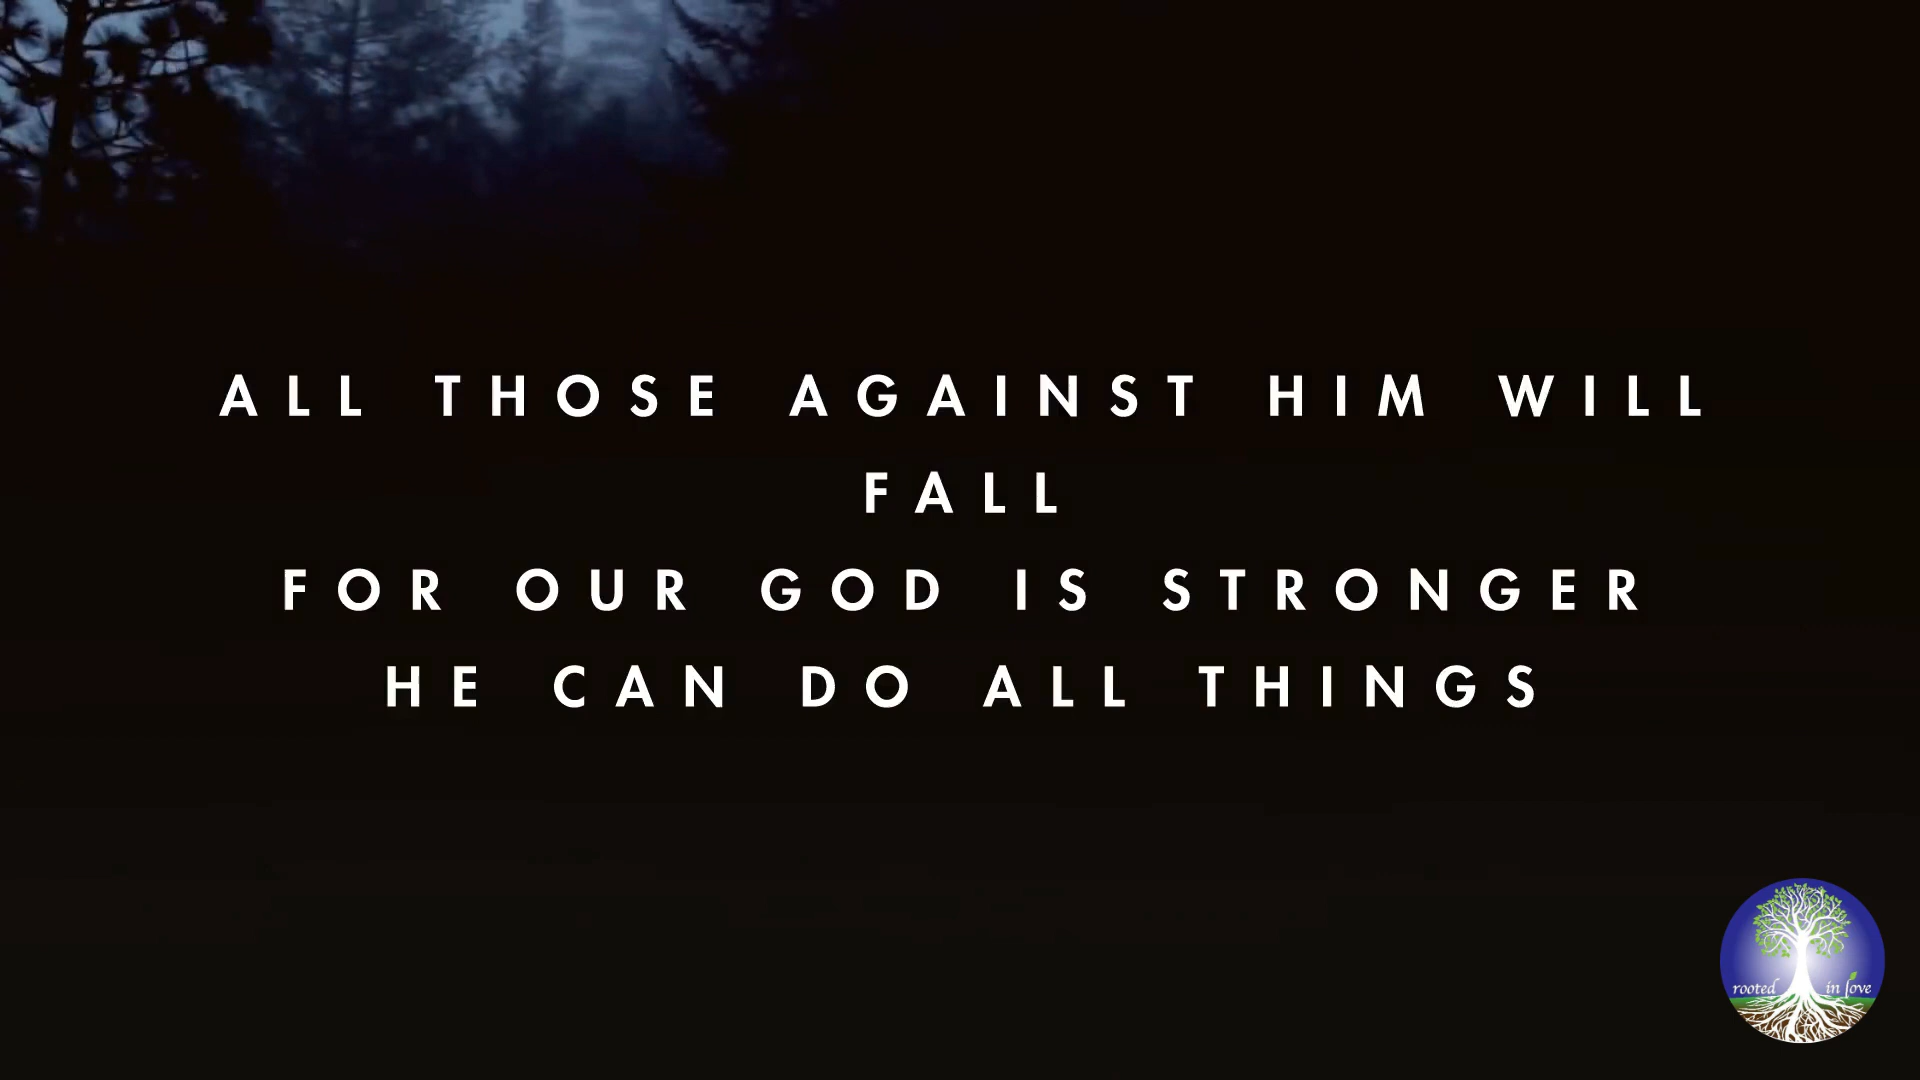 ALL THOSE AGAINST HIM WILL
FALL
FOR OUR GOD IS STRONGER
HE CAN DO ALL THINGS
rooted in love